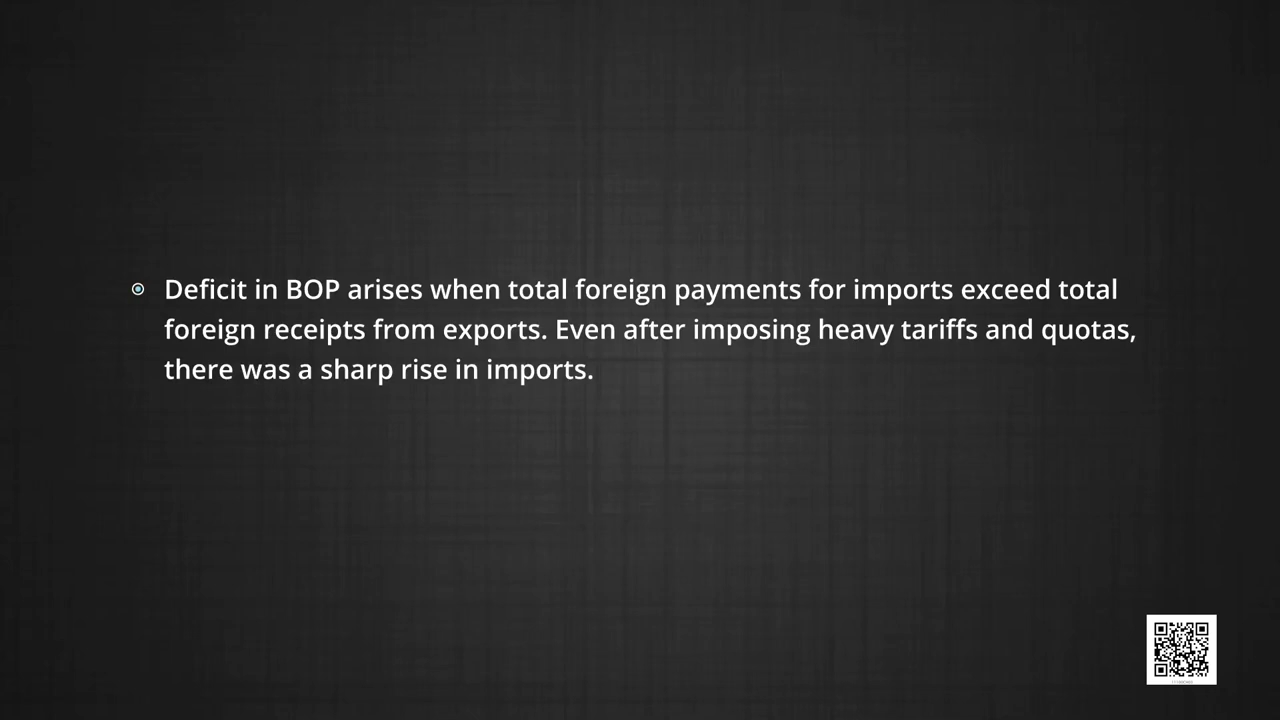 Deficit in BOP arises when total foreign payments for imports exceed total
foreign receipts from exports. Even after imposing heavy tariffs and quotas,
there was a sharp rise in imports.